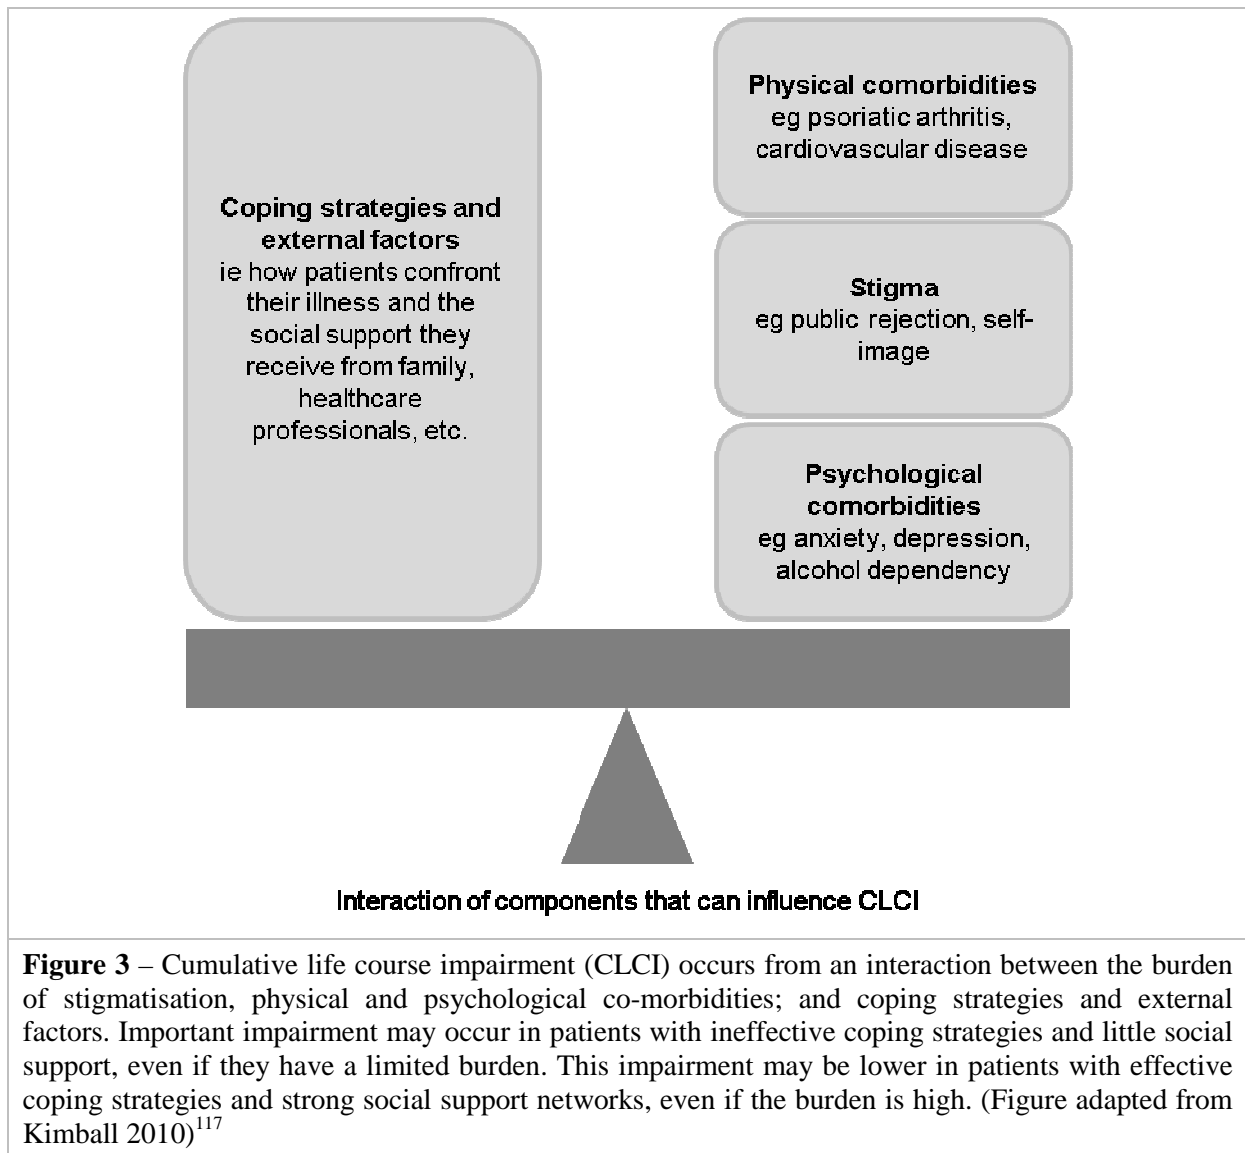 Coping strategies and
external factors
ie how patients confront
their illness and the
social support they
receive from family,
healthcare
professionals, etc.
Physical comorbidities
eg psoriatic arthritis,
cardiovascular disease
Stigma
eg public rejection, self-
image
Psychological
comorbidities
eg anxiety, depression,
alcohol dependency
Interaction of components that can influence CLCI
Figure 3 – Cumulative life course impairment (CLCI) occurs from an interaction between the burden
of stigmatisation, physical and psychological co-morbidities; and coping strategies and external
factors. Important impairment may occur in patients with ineffective coping strategies and little social
support, even if they have a limited burden. This impairment may be lower in patients with effective
coping strategies and strong social support networks, even if the burden is high. (Figure adapted from
Kimball 2010)117